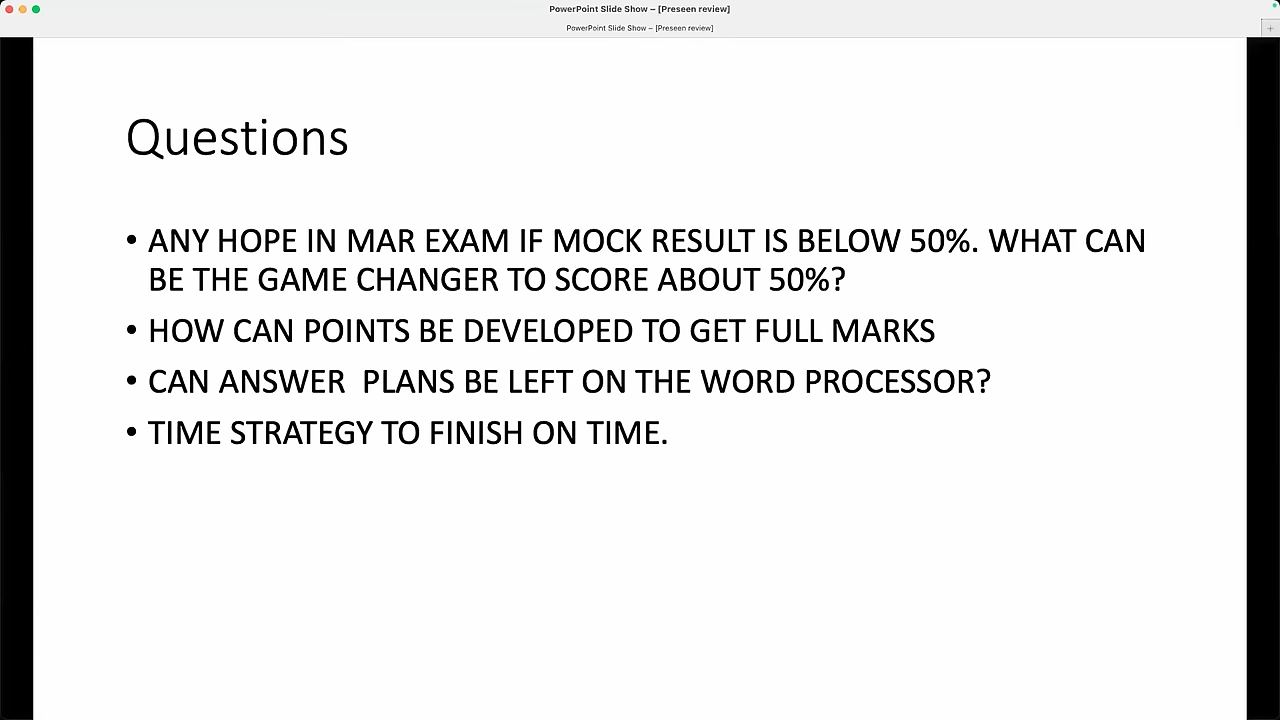 PowerPoint Slide Show – [Preseen review]
PowerPoint Slide Show – [Preseen review]
Questions
• ANY HOPE IN MAR EXAM IF MOCK RESULT IS BELOW 50%. WHAT CAN
BE THE GAME CHANGER TO SCORE ABOUT 50%?
• HOW CAN POINTS BE DEVELOPED TO GET FULL MARKS
• CAN ANSWER  PLANS BE LEFT ON THE WORD PROCESSOR?
• TIME STRATEGY TO FINISH ON TIME.